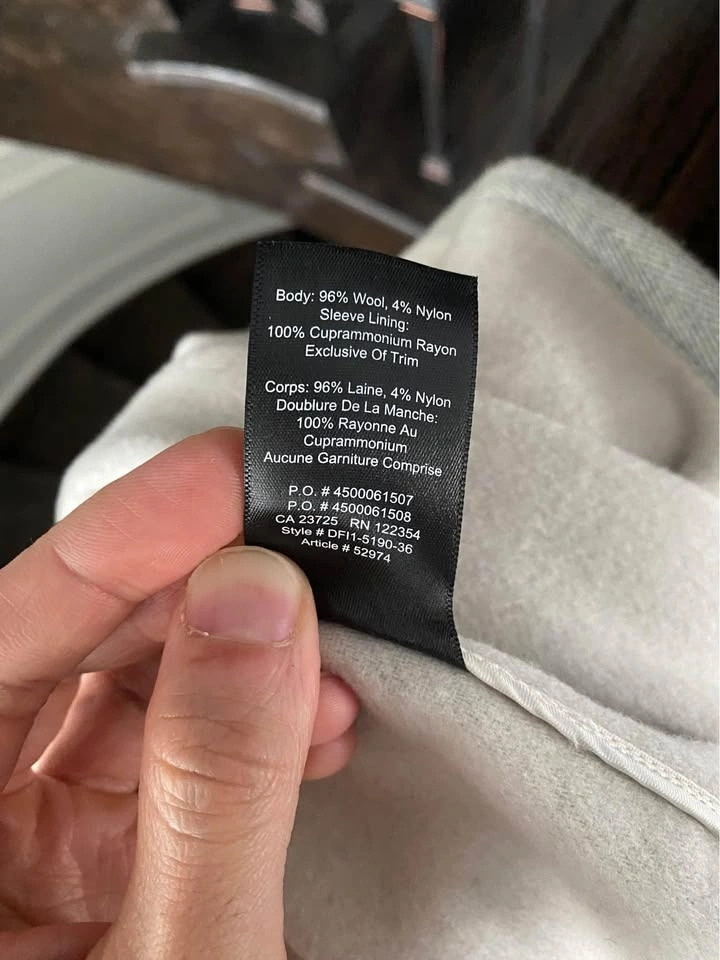 Body: 96% Wool, 4% Nylon
Sleeve Lining:
100% Cuprammonium Rayon
Exclusive Of Trim
Corps: 96% Laine, 4% Nylon
Doublure De La Manche:
100% Rayonne Au
Cuprammonium
Aucune Garniture Comprise
P.O. # 4500061507
P.O. # 4500061508
CA 23725 RN 122354
Style # DFI1-5190-36
Article # 52974